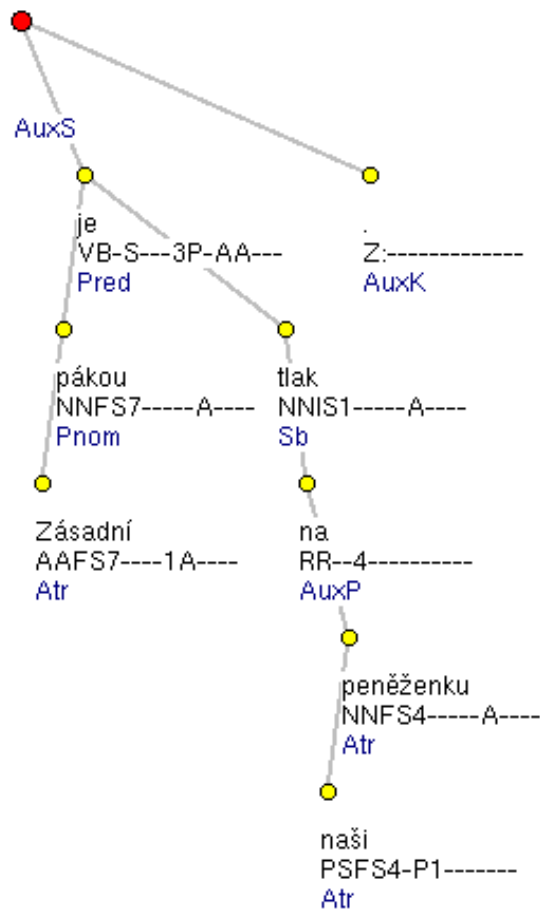 AuxS
je
VB-S---3P-AA---
Pred
.
Z:-------------
AuxK
pákou
NNFS7-----A----
Pnom
tlak
NNIS1-----A----
Sb
Zásadní
AAFS7----1A----
Atr
na
RR--4----------
AuxP
peněženku
NNFS4-----A----
Atr
naši
PSFS4-P1-------
Atr